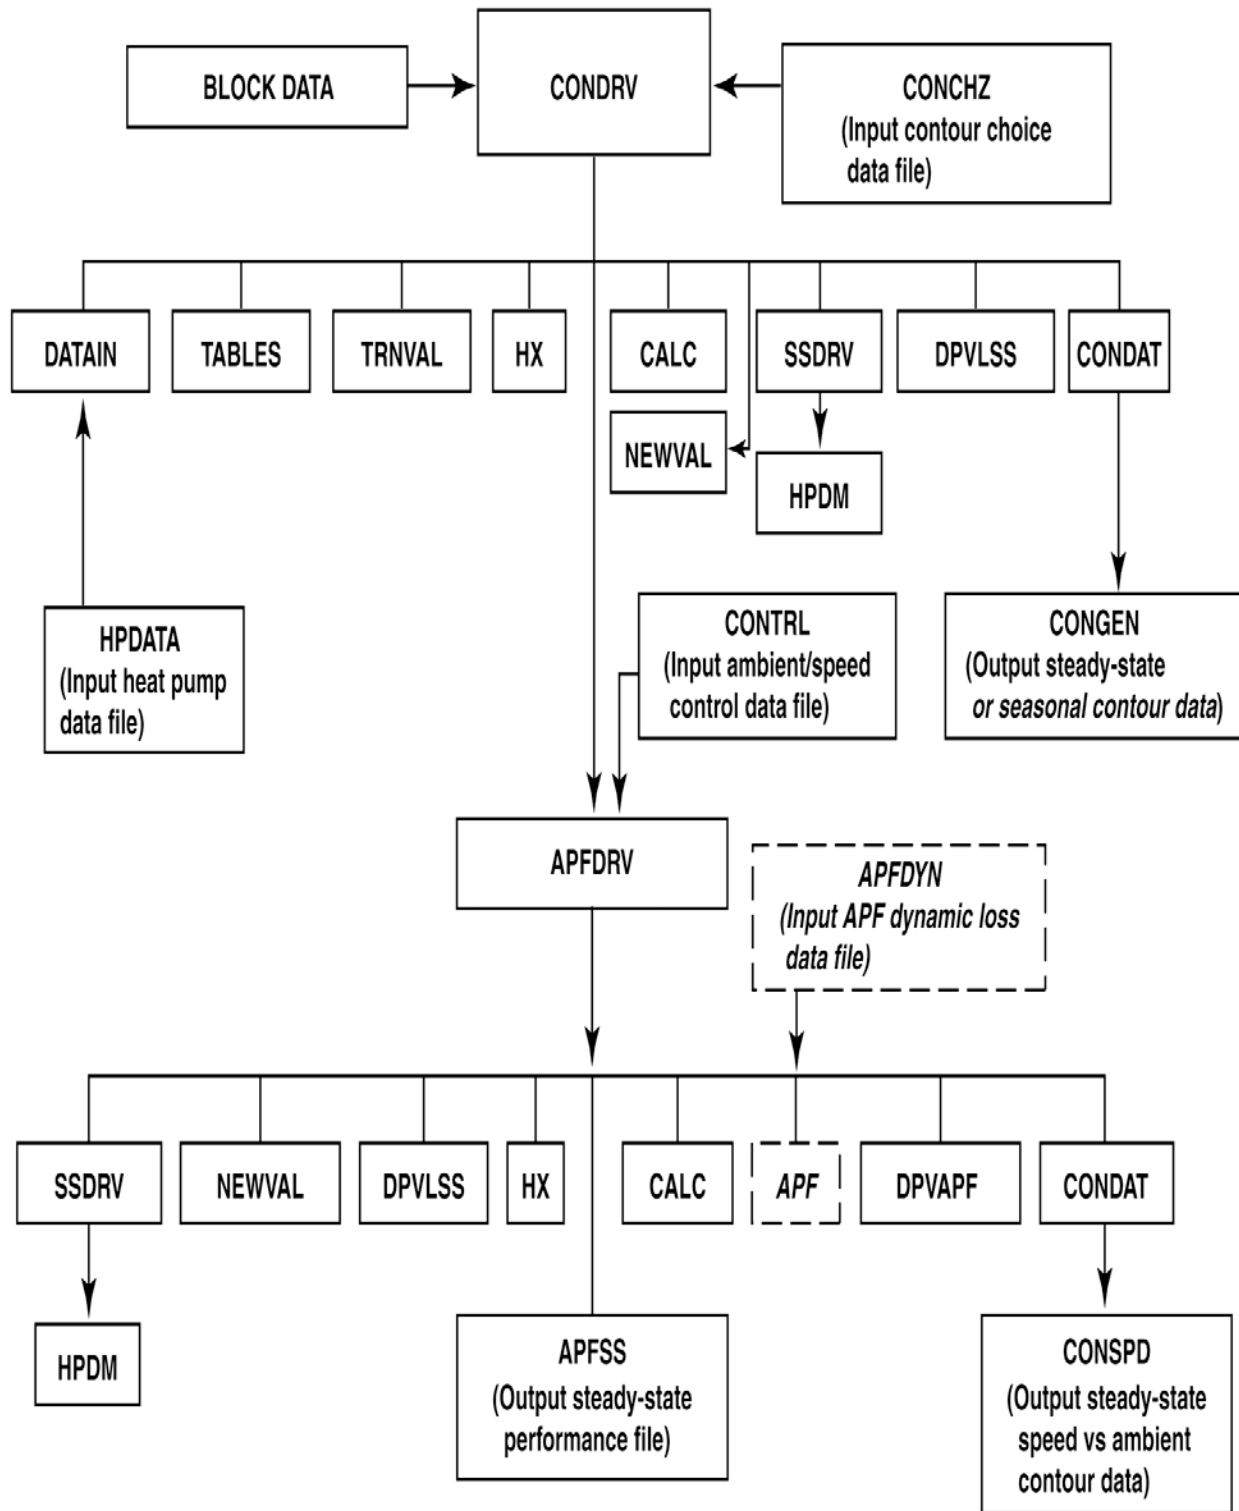 BLOCK DATA
CONDRV
CONCHZ
(Input contour choice
data file)
DATAIN
TABLES
TRNVAL
HX
CALC
SSDRV
DPVLSS
CONDAT
NEWVAL
HPDM
HPDATA
(Input heat pump
data file)
CONTRL
(Input ambient/speed
control data file)
CONGEN
(Output steady-state
or seasonal contour data)
APFDRV
APFDYN
(Input APF dynamic loss
data file)
SSDRV
NEWVAL
DPVLSS
HX
CALC
APF
DPVAPF
CONDAT
HPDM
APFSS
(Output steady-state
performance file)
CONSPD
(Output steady-state
speed vs ambient
contour data)